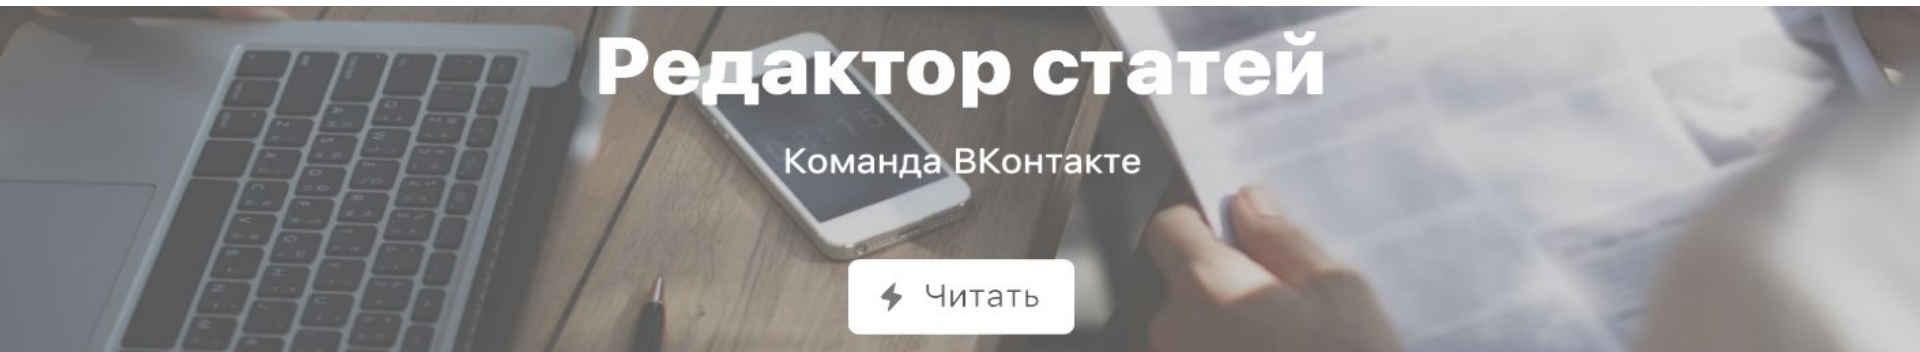 Редактор статей
Команда ВКонтакте
Читать